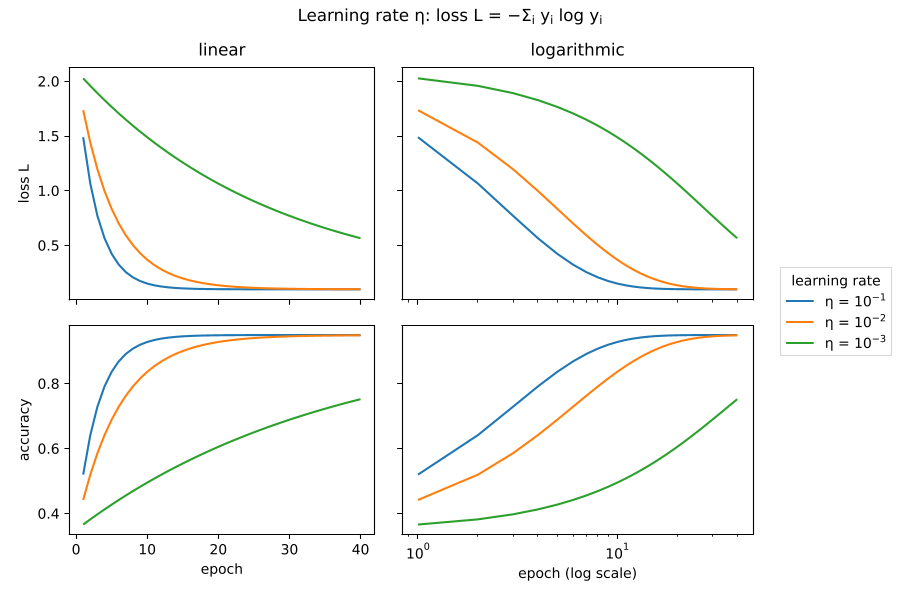 Learning rate η: loss L = −Σᵢ yᵢ log yᵢ
linear
logarithmic
loss L
2.0
1.5
1.0
0.5
accuracy
0.8
0.6
0.4
0 10 20 30 40
epoch
10⁰ 10¹
epoch (log scale)
learning rate
η = 10⁻¹
η = 10⁻²
η = 10⁻³